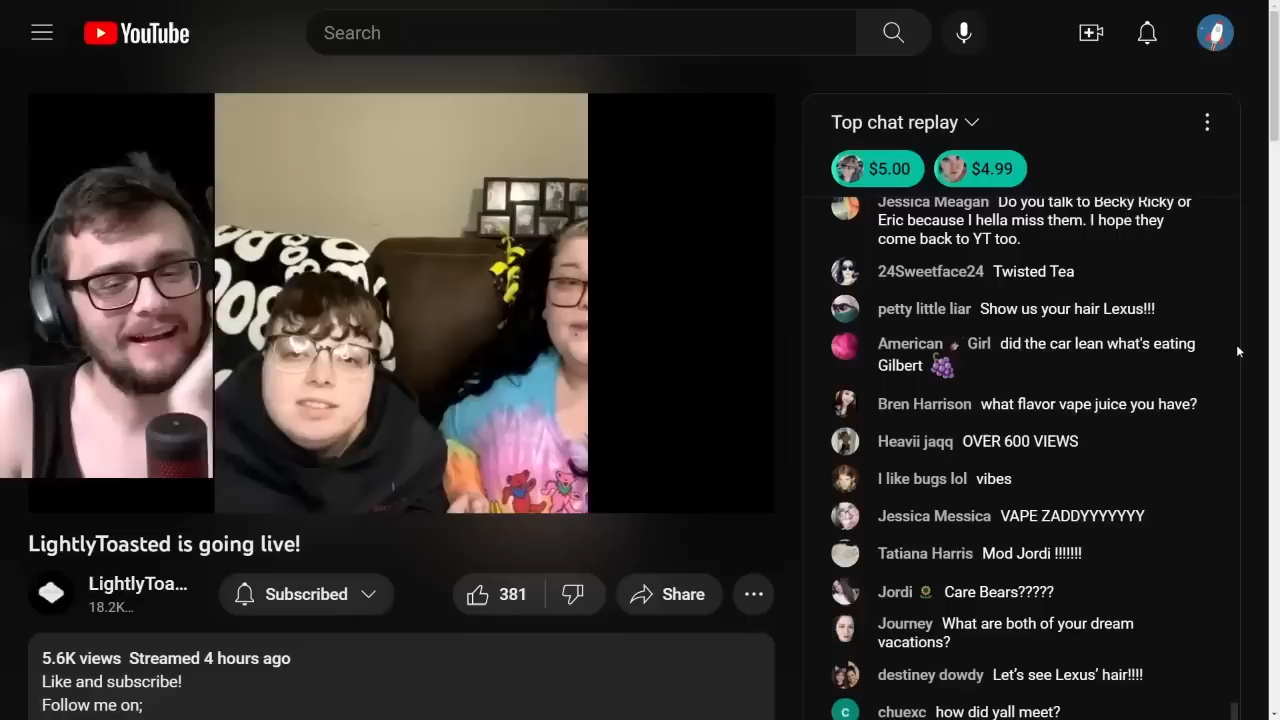 YouTube
Search
Top chat replay
$5.00
$4.99
Jessica Meagan Do you talk to Becky Ricky or
Eric because I hella miss them. I hope they
come back to YT too.
24Sweetface24 Twisted Tea
petty little liar Show us your hair Lexus!!!
American Girl did the car lean what's eating
Gilbert
Bren Harrison what flavor vape juice you have?
Heavii jaqq OVER 600 VIEWS
I like bugs lol vibes
Jessica Messica VAPE ZADDYYYYYYY
Tatiana Harris Mod Jordi !!!!!!!
Jordi Care Bears?????
Journey What are both of your dream
vacations?
destiney dowdy Let’s see Lexus’ hair!!!!
c
chuexc how did yall meet?
LightlyToasted is going live!
LightlyToa...
18.2K...
Subscribed
381
Share
5.6K views Streamed 4 hours ago
Like and subscribe!
Follow me on;